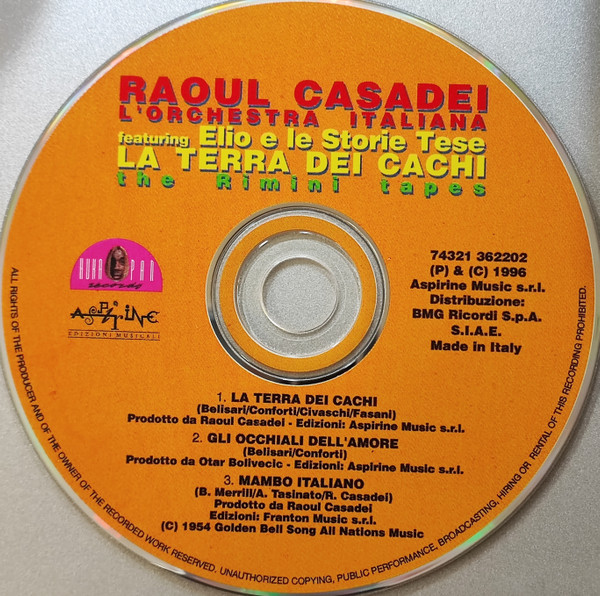 RAOUL CASADEI
L'ORCHESTRA ITALIANA
featuring Elio e le Storie Tese
LA TERRA DEI CACHI
the Rimini tapes
HUKAPAN
records
ASPIRINE
EDIZIONI MUSICALI
74321 362202
(P) & (C) 1996
Aspirine Music s.r.l.
Distribuzione:
BMG Ricordi S.p.A.
S.I.A.E.
Made in Italy
1. LA TERRA DEI CACHI
(Belisari/Conforti/Civaschi/Fasani)
Prodotto da Raoul Casadei - Edizioni: Aspirine Music s.r.l.
2. GLI OCCHIALI DELL'AMORE
(Belisari/Conforti)
Prodotto da Otar Bolivecic - Edizioni: Aspirine Music s.r.l.
3. MAMBO ITALIANO
(B. Merrill/A. Tasinato/R. Casadei)
Prodotto da Raoul Casadei
Edizioni: Franton Music s.r.l.
(C) 1954 Golden Bell Song All Nations Music
ALL RIGHTS OF THE PRODUCER AND OF THE OWNER OF THE RECORDED WORK RESERVED. UNAUTHORIZED COPYING, PUBLIC PERFORMANCE, BROADCASTING, HIRING OR RENTAL OF THIS RECORDING PROHIBITED.